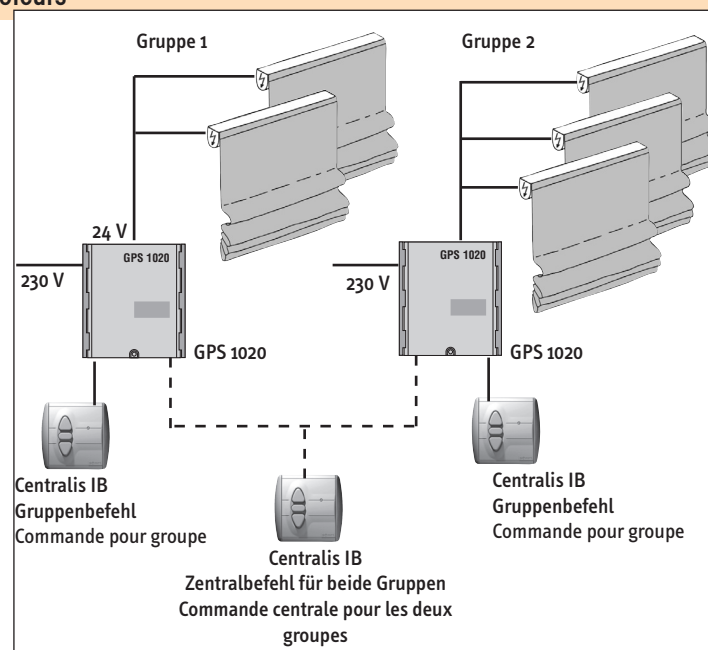 Gruppe 1
Gruppe 2
24 V
GPS 1020
GPS 1020
230 V
230 V
GPS 1020
GPS 1020
Centralis IB
Gruppenbefehl
Commande pour groupe
Centralis IB
Gruppenbefehl
Commande pour groupe
Centralis IB
Zentralbefehl für beide Gruppen
Commande centrale pour les deux
groupes